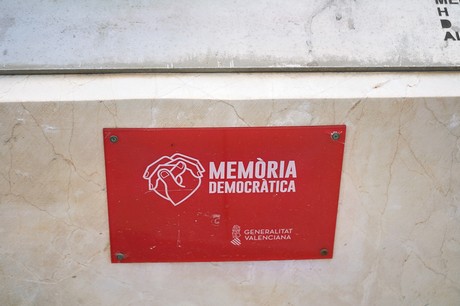 MEMÒRIA
DEMOCRÀTICA
GENERALITAT
VALENCIANA